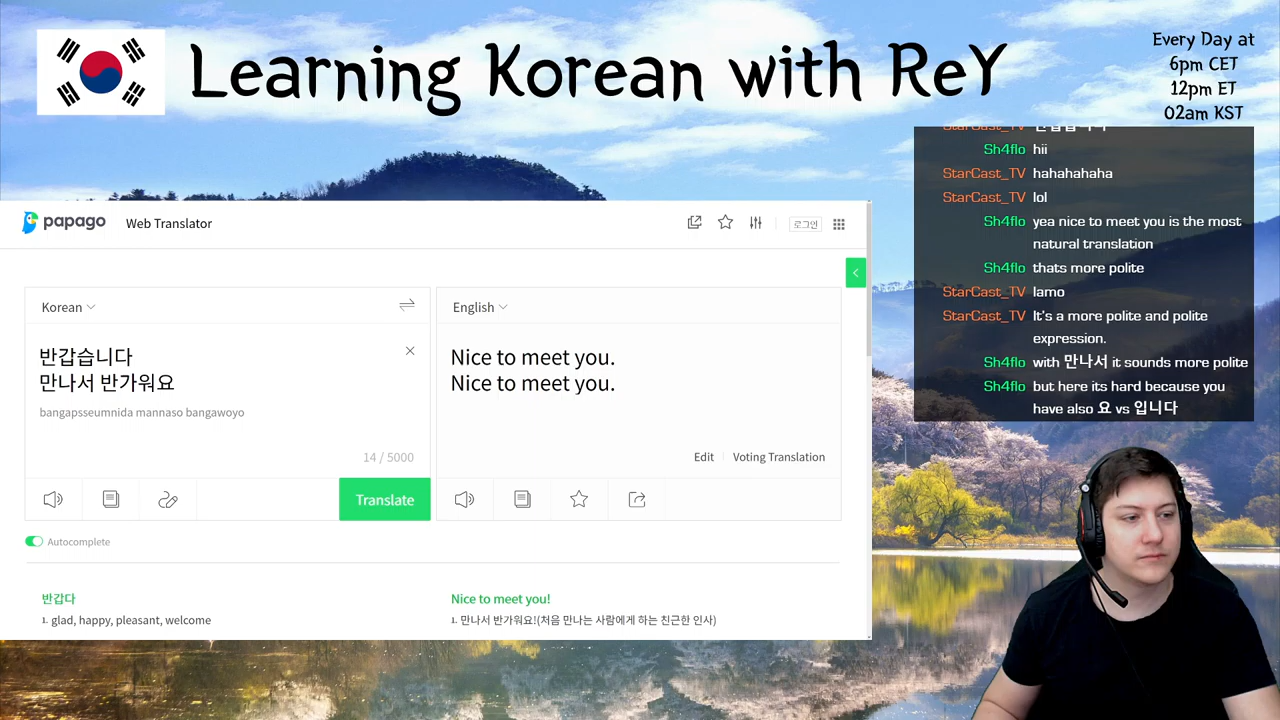 Learning Korean with ReY
Every Day at
6pm CET
12pm ET
02am KST
StarCast_TV 반갑습니다
Sh4flo hii
StarCast_TV hahahahaha
StarCast_TV lol
Sh4flo yea nice to meet you is the most
natural translation
Sh4flo thats more polite
StarCast_TV lamo
StarCast_TV It's a more polite and polite
expression.
Sh4flo with 만나서 it sounds more polite
Sh4flo but here its hard because you
have also 요 vs 입니다
papago Web Translator
로그인
Korean
English
반갑습니다
만나서 반가워요
bangapsseumnida mannaso bangawoyo
14 / 5000
Translate
Nice to meet you.
Nice to meet you.
Edit Voting Translation
Autocomplete
반갑다
1. glad, happy, pleasant, welcome
Nice to meet you!
1. 만나서 반가워요!(처음 만나는 사람에게 하는 친근한 인사)